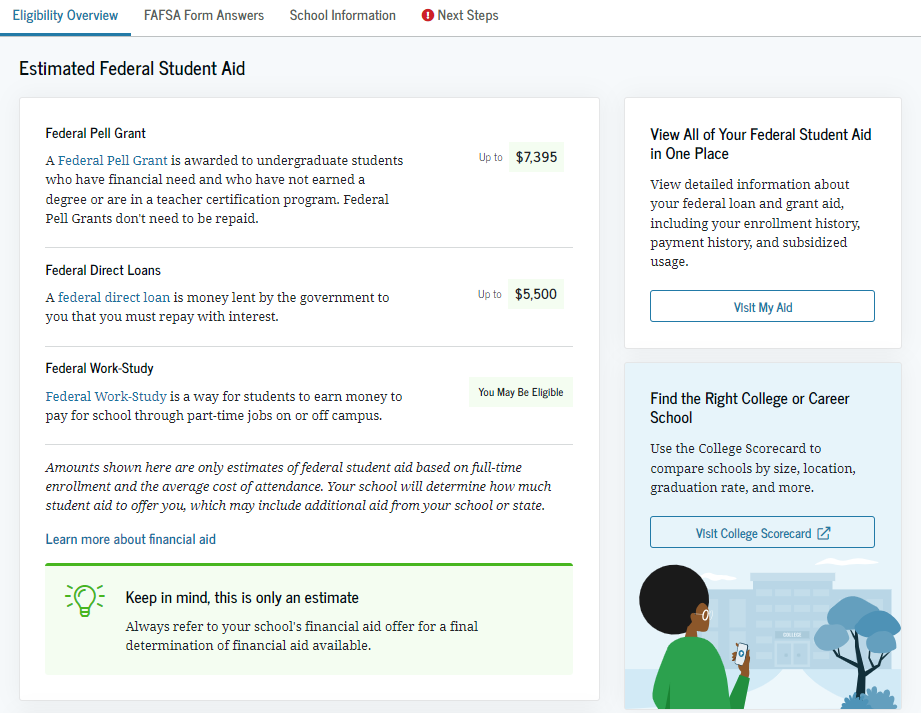 Eligibility Overview FAFSA Form Answers School Information ! Next Steps
Estimated Federal Student Aid
Federal Pell Grant
A Federal Pell Grant is awarded to undergraduate students
who have financial need and who have not earned a
degree or are in a teacher certification program. Federal
Pell Grants don't need to be repaid.
Up to $7,395
Federal Direct Loans
A federal direct loan is money lent by the government to
you that you must repay with interest.
Up to $5,500
Federal Work-Study
Federal Work-Study is a way for students to earn money to
pay for school through part-time jobs on or off campus.
You May Be Eligible
Amounts shown here are only estimates of federal student aid based on full-time
enrollment and the average cost of attendance. Your school will determine how much
student aid to offer you, which may include additional aid from your school or state.
Learn more about financial aid
Keep in mind, this is only an estimate
Always refer to your school's financial aid offer for a final
determination of financial aid available.
View All of Your Federal Student Aid
in One Place
View detailed information about
your federal loan and grant aid,
including your enrollment history,
payment history, and subsidized
usage.
Visit My Aid
Find the Right College or Career
School
Use the College Scorecard to
compare schools by size, location,
graduation rate, and more.
Visit College Scorecard
COLLEGE